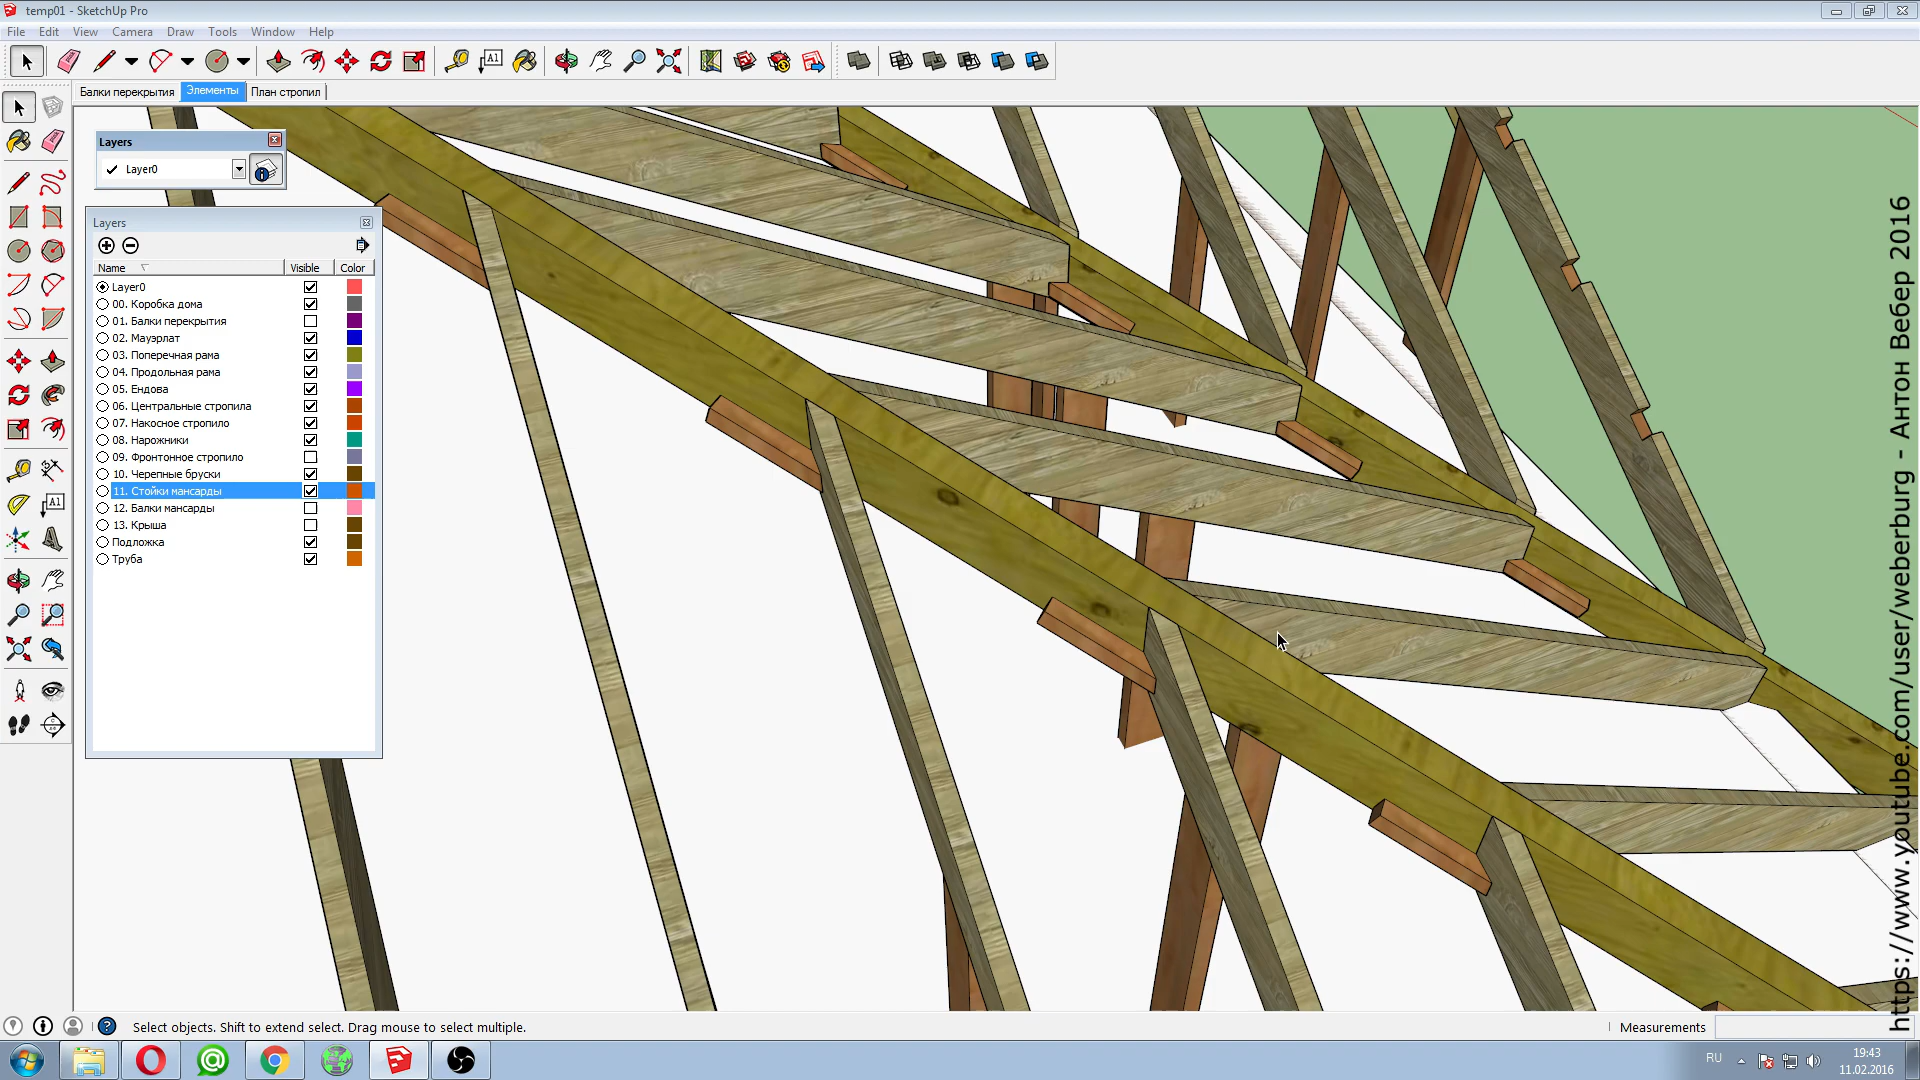 temp01 - SketchUp Pro
File Edit View Camera Draw Tools Window Help
Балки перекрытия Элементы План стропил
Layers
Layer0
Layers
Name Visible Color
Layer0
00. Коробка дома
01. Балки перекрытия
02. Мауэрлат
03. Поперечная рама
04. Продольная рама
05. Ендова
06. Центральные стропила
07. Накосное стропило
08. Нарожники
09. Фронтонное стропило
10. Черепные бруски
11. Стойки мансарды
12. Балки мансарды
13. Крыша
Подложка
Труба
https://www.youtube.com/user/weberburg - Антон Вебер 2016
Select objects. Shift to extend select. Drag mouse to select multiple.
Measurements
RU
19:43
11.02.2016